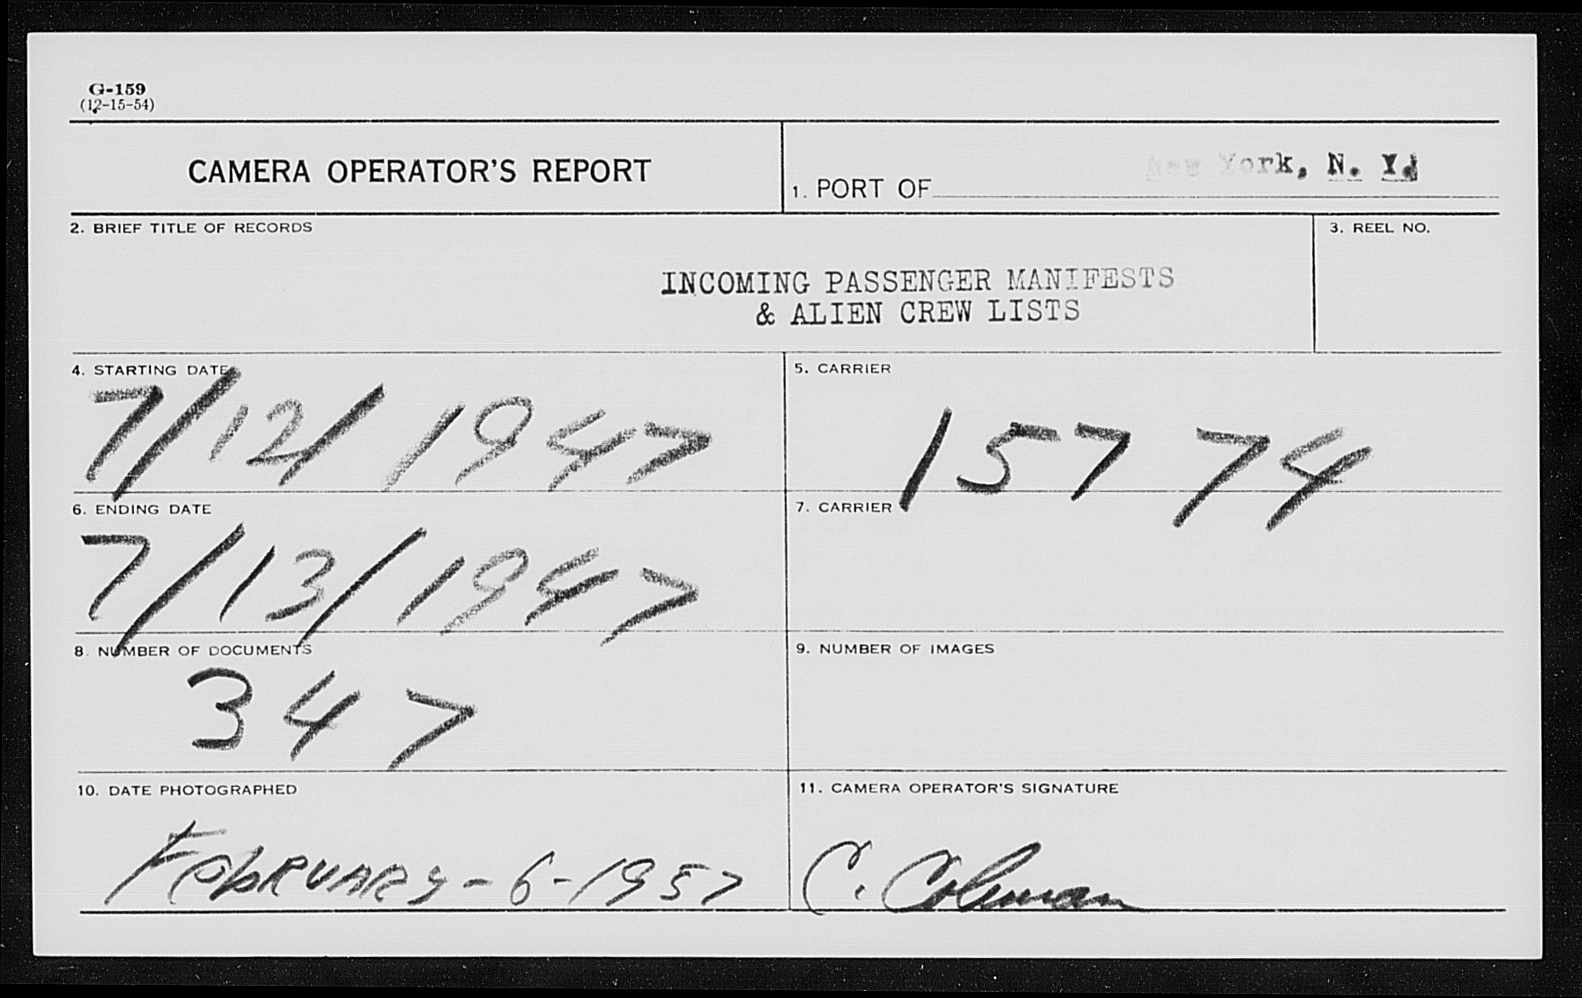 G-159
(12-15-54)
CAMERA OPERATOR'S REPORT
1. PORT OF New York, N. Y.
2. BRIEF TITLE OF RECORDS
3. REEL NO.
INCOMING PASSENGER MANIFESTS
& ALIEN CREW LISTS
4. STARTING DATE
7/12/1947
5. CARRIER
15774
6. ENDING DATE
7/13/1947
7. CARRIER
8. NUMBER OF DOCUMENTS
347
9. NUMBER OF IMAGES
10. DATE PHOTOGRAPHED
February-6-1957
11. CAMERA OPERATOR'S SIGNATURE
C. Coleman